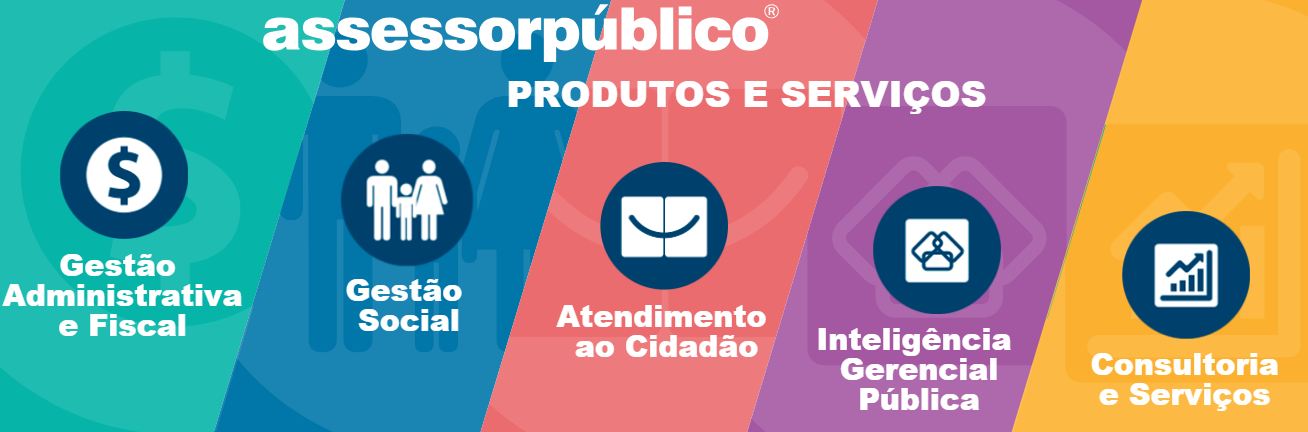 assessorpúblico®
PRODUTOS E SERVIÇOS
$
Gestão
Administrativa
e Fiscal
Gestão
Social
Atendimento
ao Cidadão
Inteligência
Gerencial
Pública
Consultoria
e Serviços